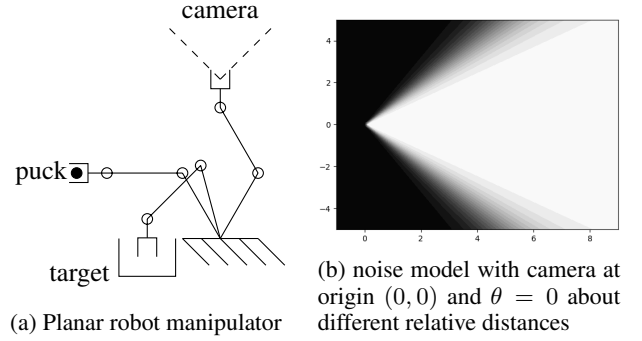 camera
puck
target
(a) Planar robot manipulator
4
2
0
−2
−4
0 2 4 6 8
(b) noise model with camera at
origin (0, 0) and θ = 0 about
different relative distances